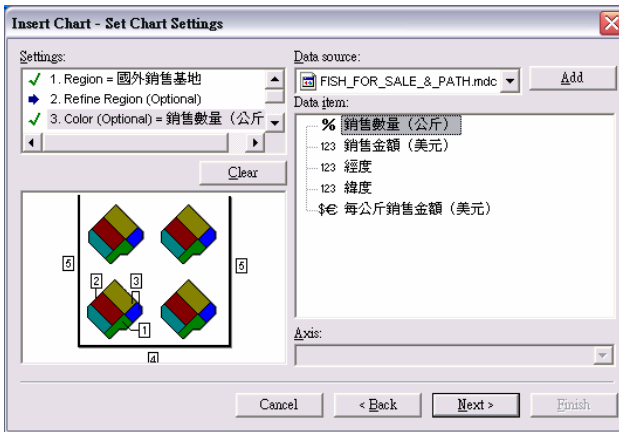 Insert Chart - Set Chart Settings
Settings:
1. Region = 國外銷售基地
2. Refine Region (Optional)
3. Color (Optional) = 銷售數量（公斤
Clear
5
5
2
3
1
4
Data source:
FISH_FOR_SALE_&_PATH.mdc
Add
Data item:
% 銷售數量（公斤）
123 銷售金額（美元）
123 經度
123 緯度
$€ 每公斤銷售金額（美元）
Axis:
Cancel
< Back
Next >
Finish